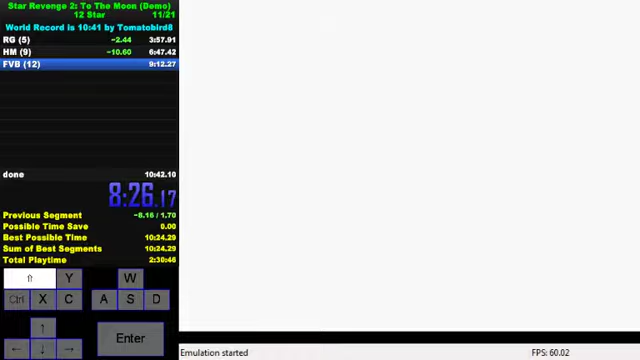 Star Revenge 2: To The Moon (Demo)
12 Star 11/21
World Record is 10:41 by Tomatobird8
RG (5) −2.44 3:57.91
HM (9) −10.60 6:47.42
FVB (12) 9:12.27
done 10:42.10
8:26.17
Previous Segment −8.16 / 1.70
Possible Time Save 0.00
Best Possible Time 10:24.29
Sum of Best Segments 10:24.29
Total Playtime 2:30:46
⇧ Y W
Ctrl X C A S D
↑
← ↓ → Enter
Emulation started FPS: 60.02